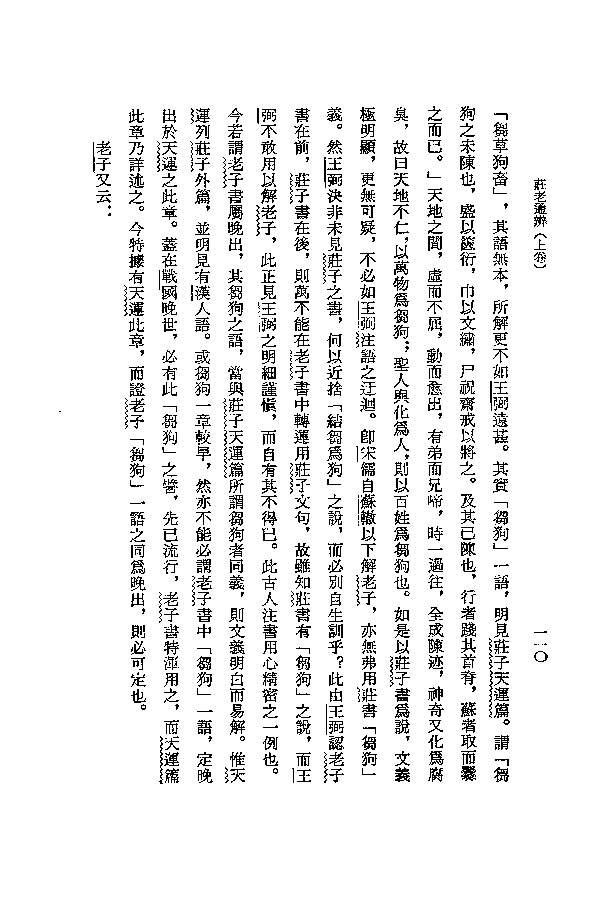 莊老通辨(上卷)
一一〇
「芻草狗畜」，其語無本，所解更不如王弼遠甚。其實「芻狗」一語，明見莊子天運篇。謂「芻
狗之未陳也，盛以篋衍，巾以文繡，尸祝齋戒以將之。及其已陳也，行者踐其首脊，蘇者取而爨
之而已。」天地之間，虛而不屈，動而愈出，有弟而兄啼，時一過往，全成陳迹，神奇又化爲腐
臭，故曰天地不仁，以萬物爲芻狗；聖人與化爲人，則以百姓爲芻狗也。如是以莊子書爲說，文義
極明顯，更無可疑，不必如王弼注語之迂迴。卽宋儒自蘇轍以下解老子，亦無弗用莊書「芻狗」
義。然王弼決非未見莊子之書，何以近捨「結芻爲狗」之說，而必別自生訓乎？此由王弼認老子
書在前，莊子書在後，則萬不能在老子書中轉運用莊子文句，故雖知莊書有「芻狗」之說，而王
弼不敢用以解老子，此正見王弼之明細謹愼，而自有其不得已。此古人注書用心精密之一例也。
今若謂老子書屬晚出，其芻狗之語，當與莊子天運篇所謂芻狗者同義，則文義明白而易解。惟天
運列莊子外篇，並明見有漢人語。或芻狗一章較早，然亦不能必謂老子書中「芻狗」一語，定晚
出於天運之此章。蓋在戰國晚世，必有此「芻狗」之譬，先已流行，老子書特渾用之，而天運篇
此章乃詳述之。今特據有天運此章，而證老子「芻狗」一語之同爲晚出，則必可定也。
老子又云：